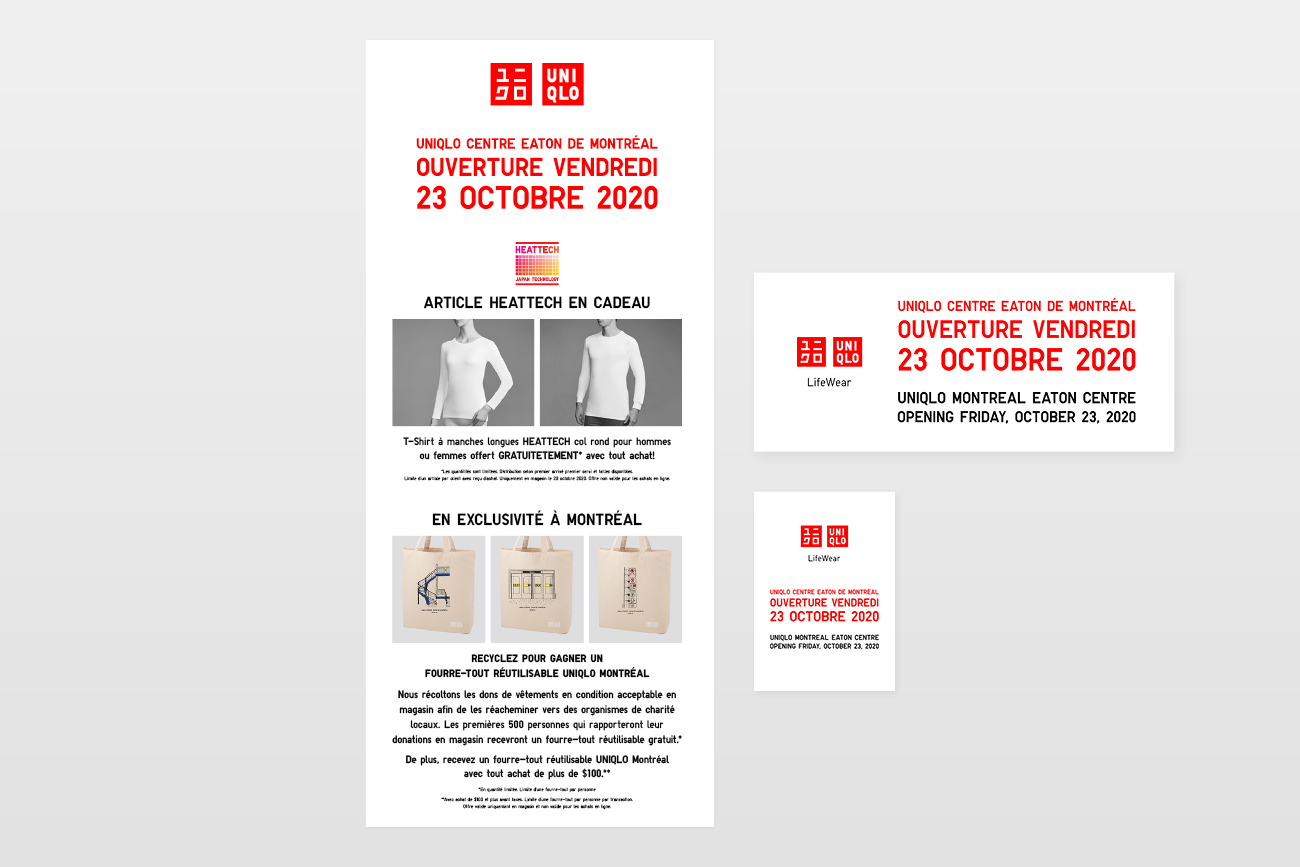 ユニ
クロ
UNI
QLO
UNIQLO CENTRE EATON DE MONTRÉAL
OUVERTURE VENDREDI
23 OCTOBRE 2020
HEATTECH
JAPAN TECHNOLOGY
ARTICLE HEATTECH EN CADEAU
T-Shirt à manches longues HEATTECH col rond pour hommes
ou femmes offert GRATUITETEMENT* avec tout achat!
*Les quantités sont limitées. Distribution selon premier arrivé premier servi et tailles disponibles.
Limite d'un article par client avec reçu d'achat. Uniquement en magasin le 23 octobre 2020. Offre non valide pour les achats en ligne.
EN EXCLUSIVITÉ À MONTRÉAL
RECYCLEZ POUR GAGNER UN
FOURRE-TOUT RÉUTILISABLE UNIQLO MONTRÉAL
Nous récoltons les dons de vêtements en condition acceptable en
magasin afin de les réacheminer vers des organismes de charité
locaux. Les premières 500 personnes qui rapporteront leur
donations en magasin recevront un fourre-tout réutilisable gratuit.*
De plus, recevez un fourre-tout réutilisable UNIQLO Montréal
avec tout achat de plus de $100.**
*En quantité limitée. Limite d'une fourre-tout par personne
**Avec achat de $100 et plus avant taxes. Limite d'une fourre-tout par personne par transaction.
Offre valide uniquement en magasin et non valide pour les achats en ligne.
ユニ
クロ
UNI
QLO
LifeWear
UNIQLO CENTRE EATON DE MONTRÉAL
OUVERTURE VENDREDI
23 OCTOBRE 2020
UNIQLO MONTREAL EATON CENTRE
OPENING FRIDAY, OCTOBER 23, 2020
ユニ
クロ
UNI
QLO
LifeWear
UNIQLO CENTRE EATON DE MONTRÉAL
OUVERTURE VENDREDI
23 OCTOBRE 2020
UNIQLO MONTREAL EATON CENTRE
OPENING FRIDAY, OCTOBER 23, 2020